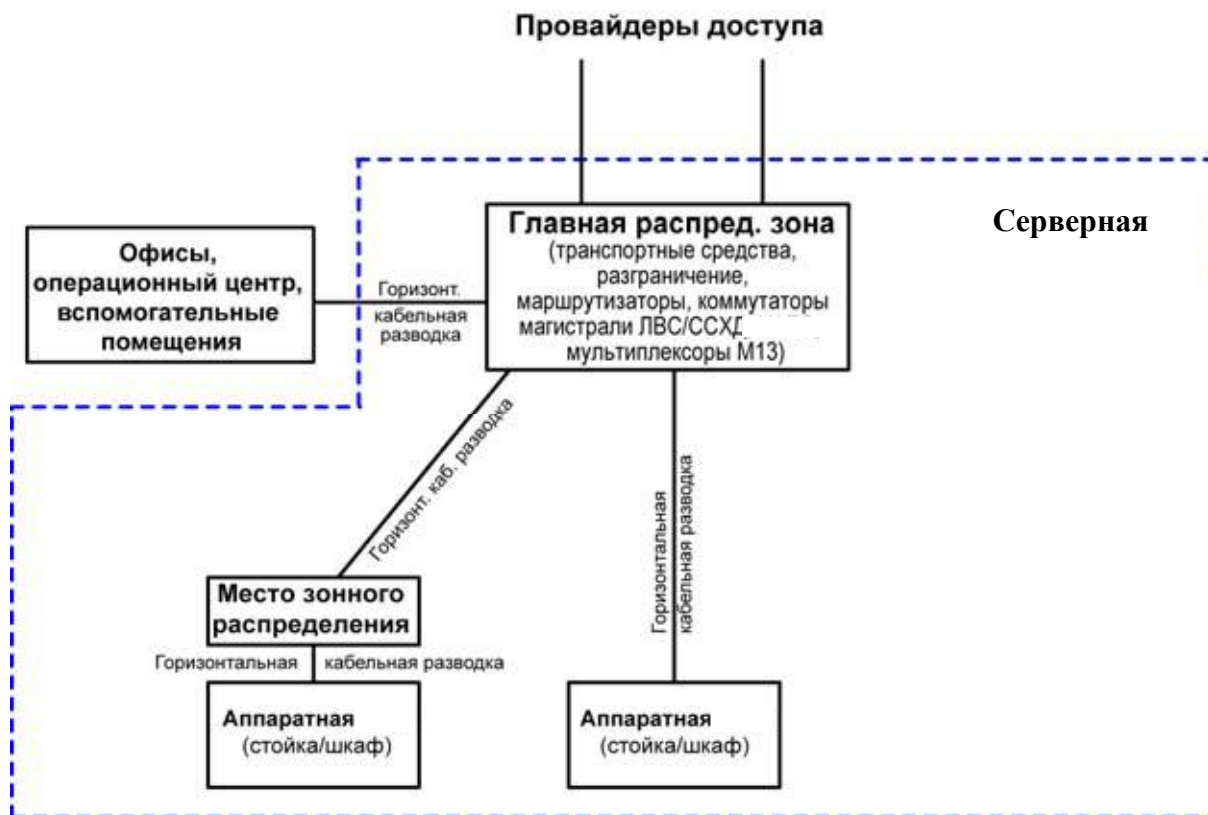 Провайдеры доступа
Серверная
Главная распред. зона
(транспортные средства,
разграничение,
маршрутизаторы, коммутаторы
магистрали ЛВС/ССХД
мультиплексоры М13)
Офисы,
операционный центр,
вспомогательные
помещения
Горизонт.
кабельная
разводка
Горизонт. каб. разводка
Горизонтальная
кабельная разводка
Место зонного
распределения
Горизонтальная кабельная разводка
Аппаратная
(стойка/шкаф)
Аппаратная
(стойка/шкаф)